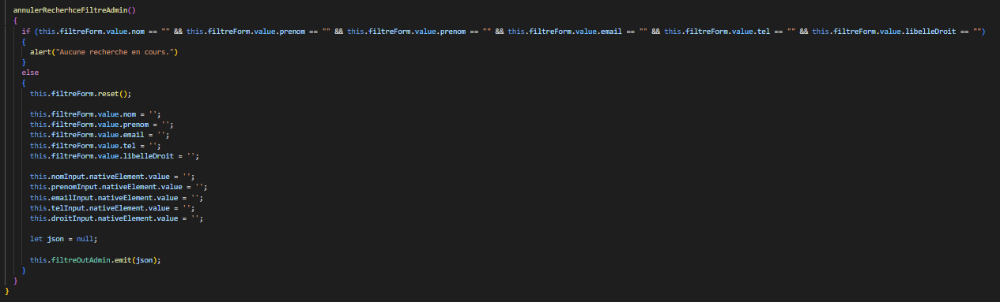 annulerRecherhceFiltreAdmin()
{
if (this.filtreForm.value.nom == "" && this.filtreForm.value.prenom == "" && this.filtreForm.value.prenom == "" && this.filtreForm.value.email == "" && this.filtreForm.value.tel == "" && this.filtreForm.value.libelleDroit == "")
{
alert("Aucune recherche en cours.")
}
else
{
this.filtreForm.reset();
this.filtreForm.value.nom = '';
this.filtreForm.value.prenom = '';
this.filtreForm.value.email = '';
this.filtreForm.value.tel = '';
this.filtreForm.value.libelleDroit = '';
this.nomInput.nativeElement.value = '';
this.prenomInput.nativeElement.value = '';
this.emailInput.nativeElement.value = '';
this.telInput.nativeElement.value = '';
this.droitInput.nativeElement.value = '';
let json = null;
this.filtreOutAdmin.emit(json);
}
}
}